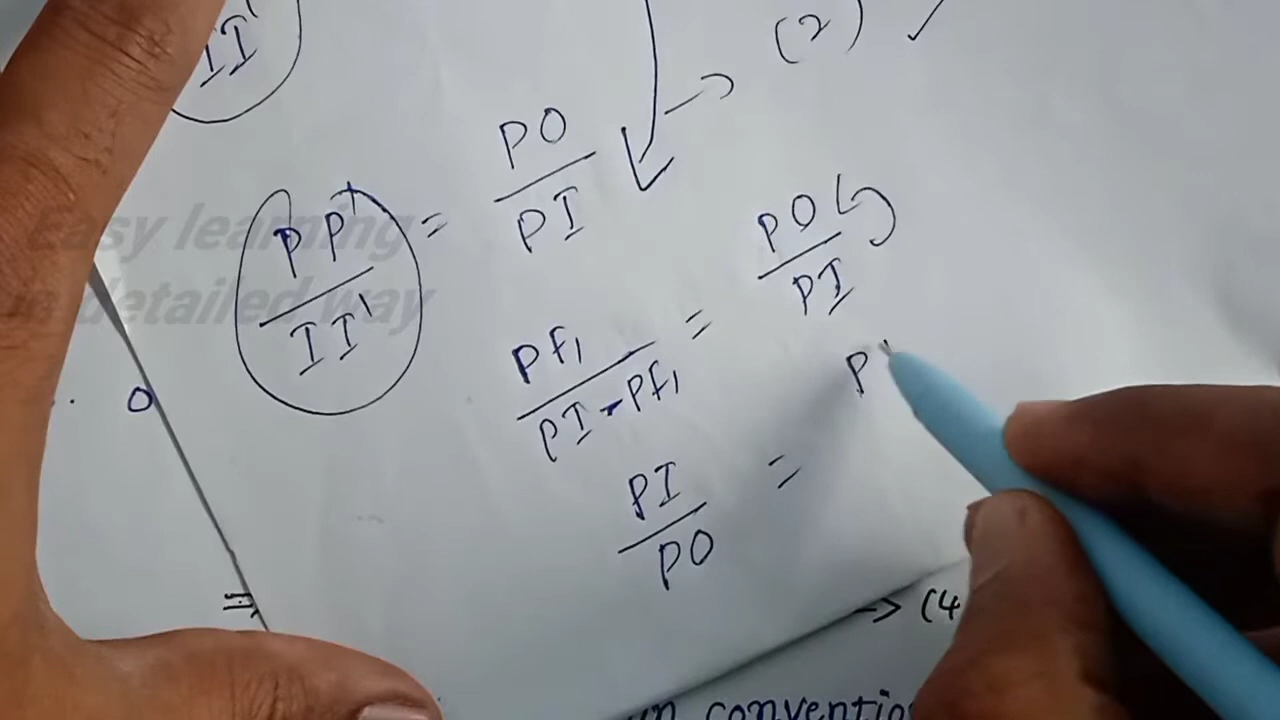 II'
(2)
PP' / II' = PO / PI
Easy learning
in detailed way
Pf1 / PI - Pf1 = PO / PI
O
PI / PO = P
(4
convention